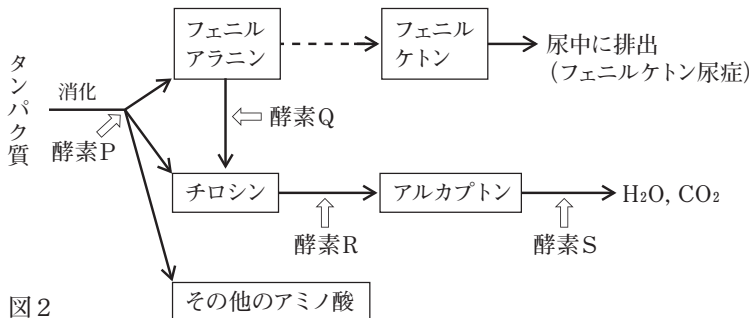 フェニル
アラニン
フェニル
ケトン
尿中に排出
(フェニルケトン尿症)
タンパク質
消化
酵素P
酵素Q
チロシン
アルカプトン
H₂O, CO₂
酵素R
酵素S
その他のアミノ酸
図2